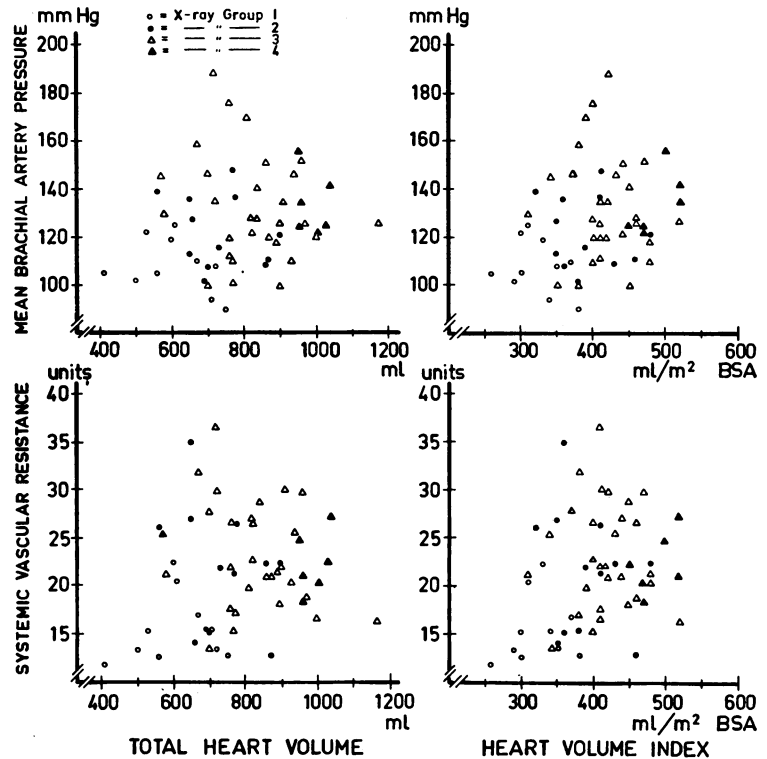 mm Hg
○ = X-ray Group 1
● = — " — 2
△ = — " — 3
▲ = — " — 4
MEAN BRACHIAL ARTERY PRESSURE
200
180
160
140
120
100
400 600 800 1000 1200
ml
mm Hg
200
180
160
140
120
100
300 400 500 600
ml/m² BSA
units
SYSTEMIC VASCULAR RESISTANCE
40
35
30
25
20
15
400 600 800 1000 1200
ml
TOTAL HEART VOLUME
units
40
35
30
25
20
15
300 400 500 600
ml/m² BSA
HEART VOLUME INDEX